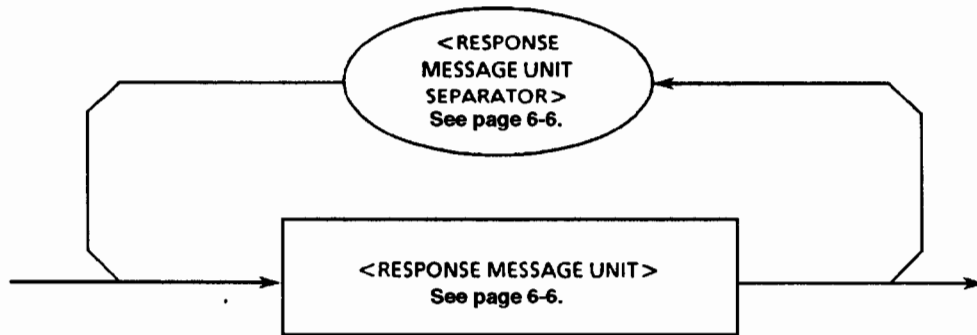 <RESPONSE
MESSAGE UNIT
SEPARATOR>
See page 6-6.
<RESPONSE MESSAGE UNIT>
See page 6-6.